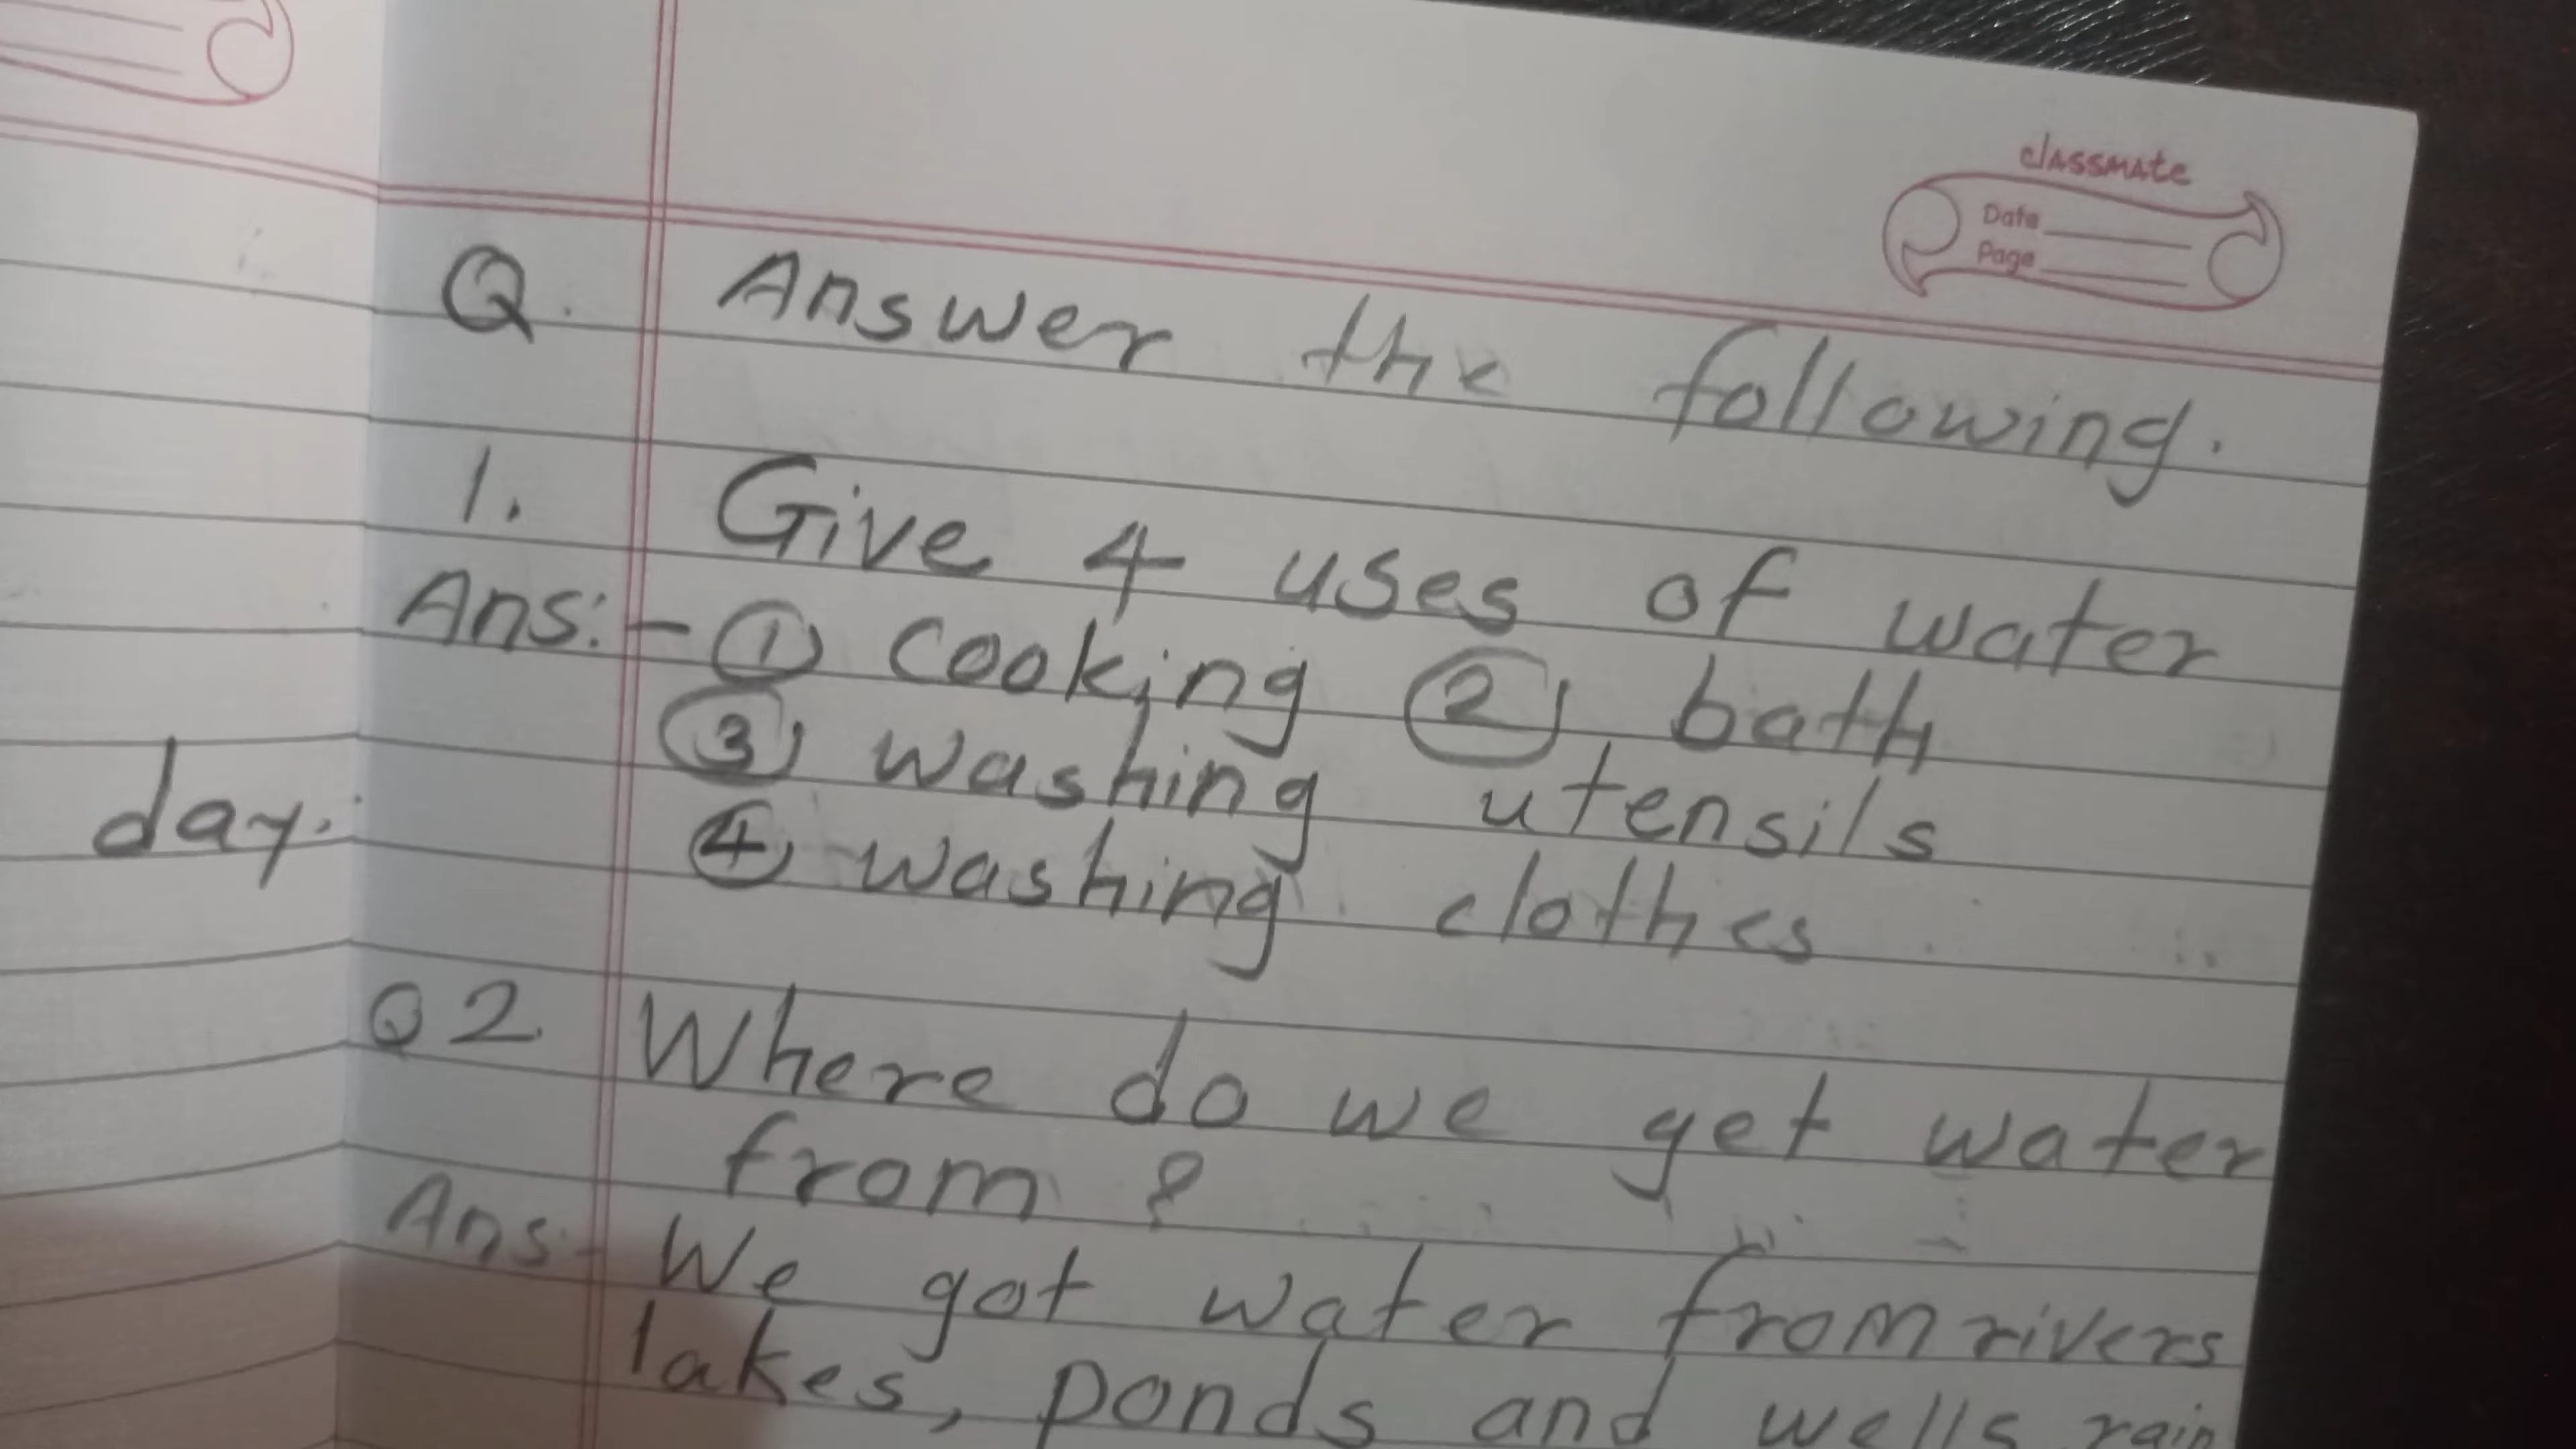 classmate
Date
Page
Q. Answer the following.
1. Give 4 uses of water
Ans:- ① cooking ② bath
③ washing utensils
④ washing clothes
day.
Q2. Where do we get water
from?
Ans:- We got water from rivers
lakes, ponds and wells rain